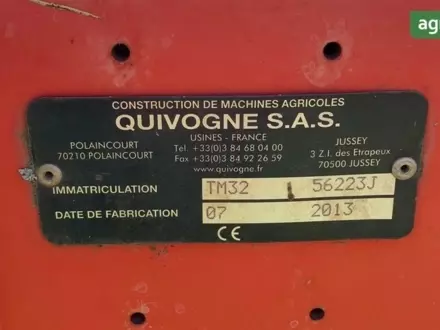 agri
CONSTRUCTION DE MACHINES AGRICOLES
QUIVOGNE S.A.S.
USINES - FRANCE
POLAINCOURT
70210 POLAINCOURT
Tel. +33(0)3 84 68 04 00
Fax +33(0)3 84 92 26 59
www.quivogne.fr
JUSSEY
3 Z.I. des Etrapeux
70500 JUSSEY
IMMATRICULATION TM32 56223J
DATE DE FABRICATION 07 2013
CE